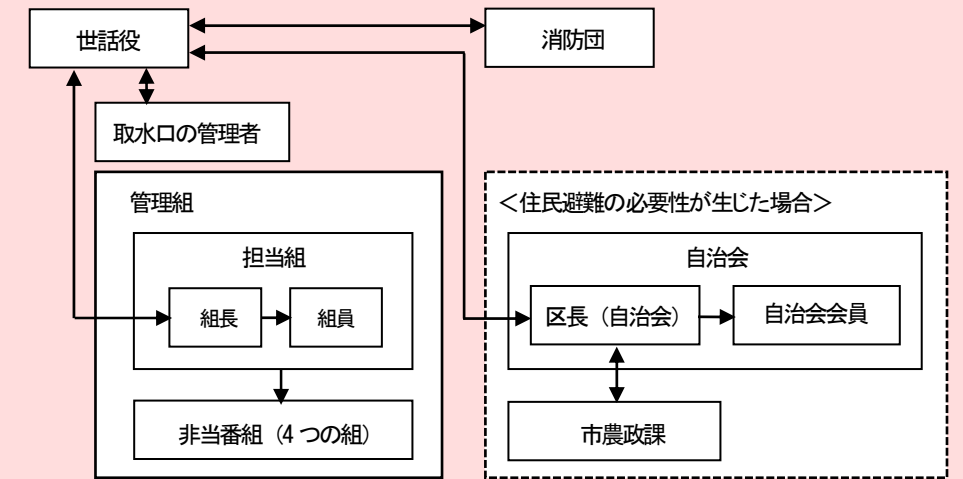 世話役
消防団
取水口の管理者
管理組
担当組
組長
組員
非当番組（4 つの組）
＜住民避難の必要性が生じた場合＞
自治会
区長（自治会）
自治会会員
市農政課